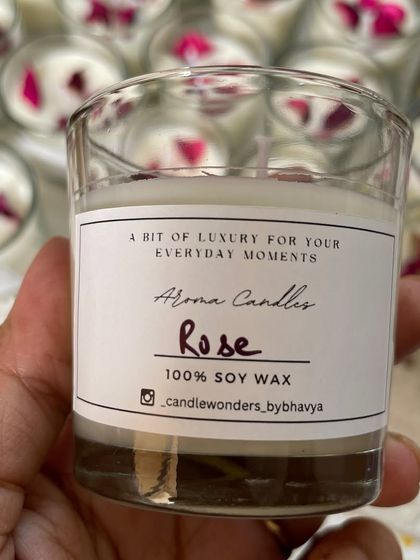 A BIT OF LUXURY FOR YOUR
EVERYDAY MOMENTS
Aroma Candles
Rose
100% SOY WAX
_candlewonders_bybhavya